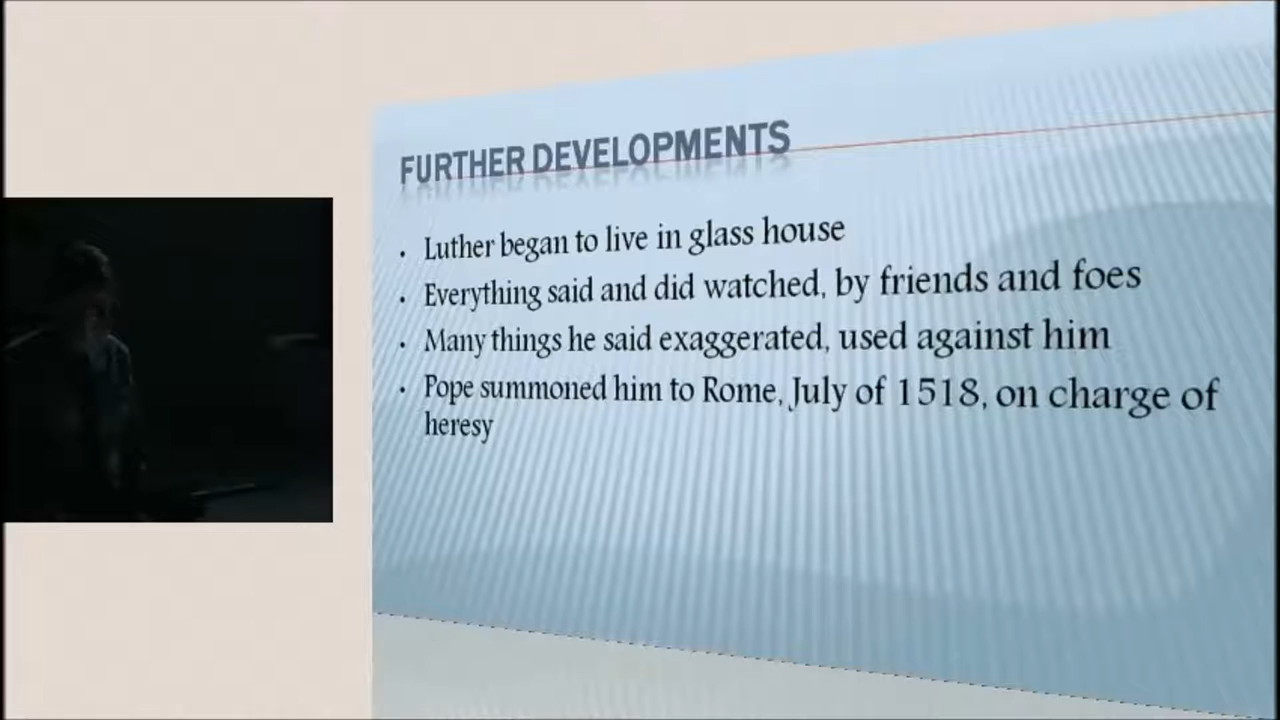 FURTHER DEVELOPMENTS
• Luther began to live in glass house
• Everything said and did watched, by friends and foes
• Many things he said exaggerated, used against him
• Pope summoned him to Rome, July of 1518, on charge of
heresy